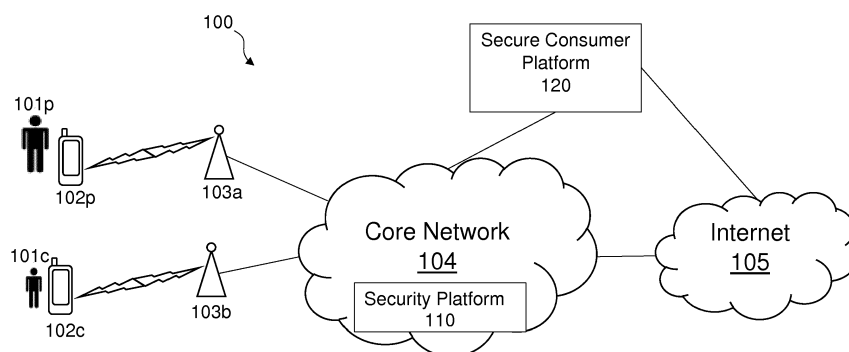 100
Secure Consumer
Platform
120
101p
102p
103a
Core Network
104
Internet
105
101c
102c
103b
Security Platform
110